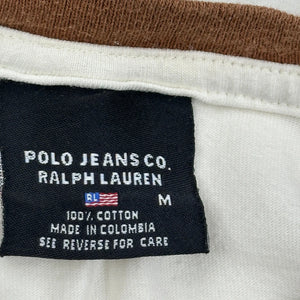 POLO JEANS CO.
RALPH LAUREN
RL M
100% COTTON
MADE IN COLOMBIA
SEE REVERSE FOR CARE